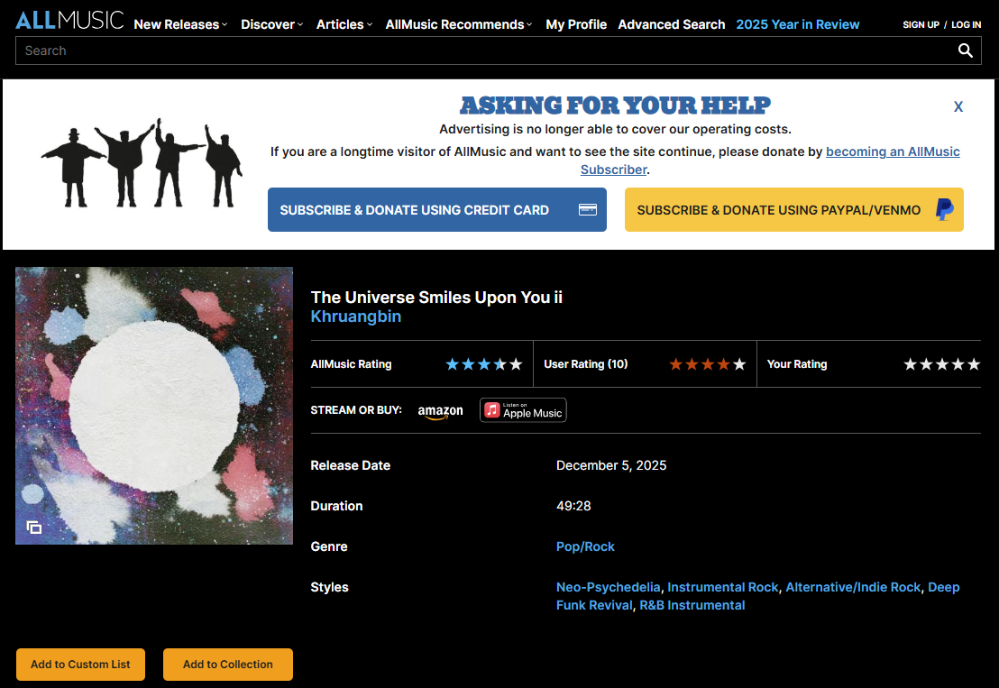 ALLMUSIC New Releases Discover Articles AllMusic Recommends My Profile Advanced Search 2025 Year in Review SIGN UP / LOG IN
Search
ASKING FOR YOUR HELP
X
Advertising is no longer able to cover our operating costs.
If you are a longtime visitor of AllMusic and want to see the site continue, please donate by becoming an AllMusic
Subscriber.
SUBSCRIBE & DONATE USING CREDIT CARD
SUBSCRIBE & DONATE USING PAYPAL/VENMO
The Universe Smiles Upon You ii
Khruangbin
AllMusic Rating
User Rating (10)
Your Rating
STREAM OR BUY:
amazon
Listen on
Apple Music
Release Date
December 5, 2025
Duration
49:28
Genre
Pop/Rock
Styles
Neo-Psychedelia, Instrumental Rock, Alternative/Indie Rock, Deep
Funk Revival, R&B Instrumental
Add to Custom List
Add to Collection